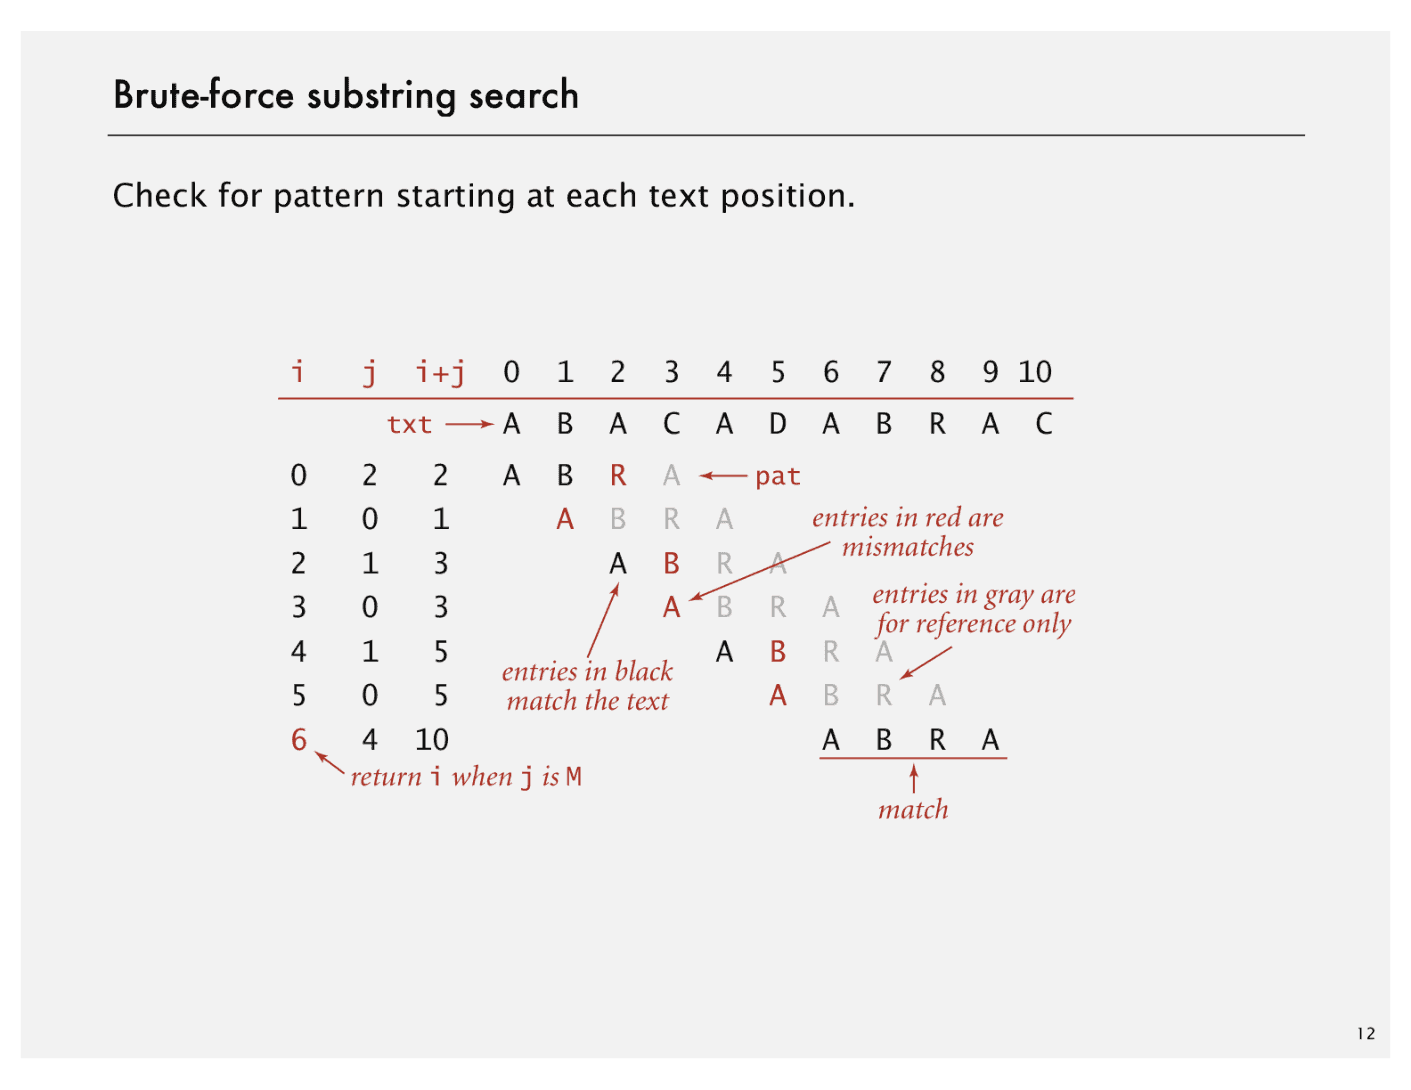 Brute-force substring search
Check for pattern starting at each text position.
i j i+j 0 1 2 3 4 5 6 7 8 9 10
txt A B A C A D A B R A C
0 2 2 A B R A pat
1 0 1 A B R A
entries in red are
mismatches
2 1 3 A B R A
3 0 3 A B R A
entries in gray are
for reference only
4 1 5 A B R A
entries in black
match the text
5 0 5 A B R A
6 4 10 A B R A
return i when j is M
match
12